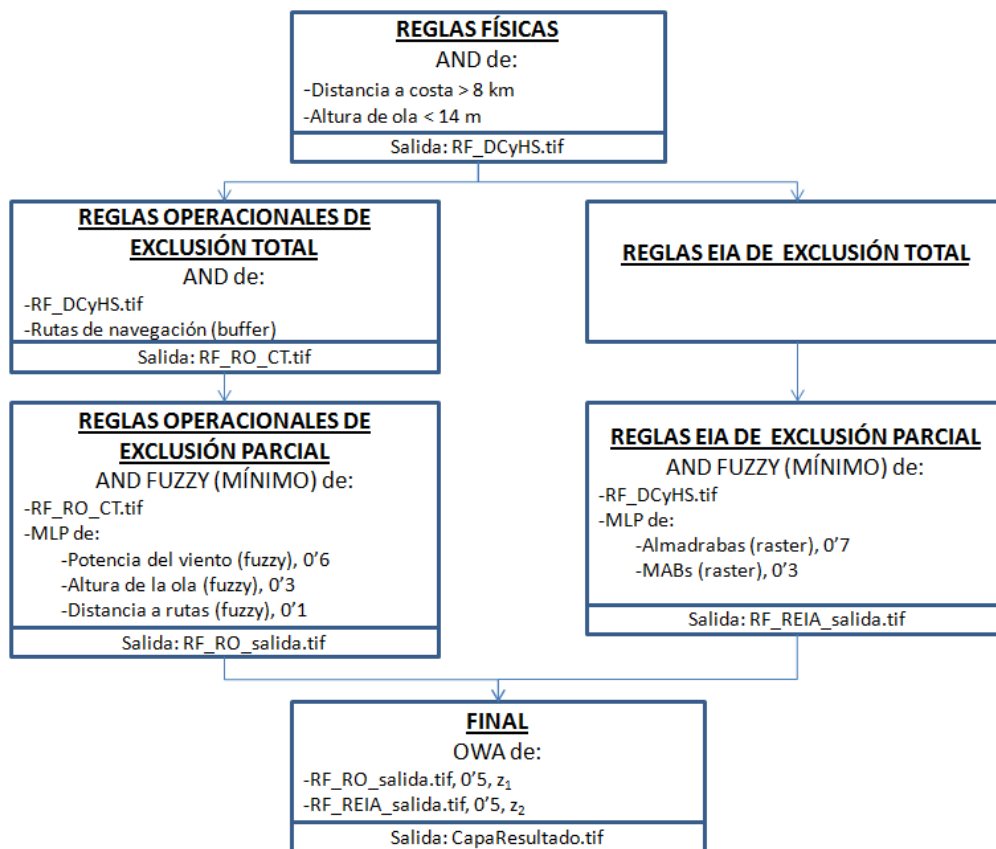 REGLAS FÍSICAS
AND de:
-Distancia a costa > 8 km
-Altura de ola < 14 m
Salida: RF_DCyHS.tif
REGLAS OPERACIONALES DE
EXCLUSIÓN TOTAL
AND de:
-RF_DCyHS.tif
-Rutas de navegación (buffer)
Salida: RF_RO_CT.tif
REGLAS EIA DE EXCLUSIÓN TOTAL
REGLAS OPERACIONALES DE
EXCLUSIÓN PARCIAL
AND FUZZY (MÍNIMO) de:
-RF_RO_CT.tif
-MLP de:
-Potencia del viento (fuzzy), 0'6
-Altura de la ola (fuzzy), 0'3
-Distancia a rutas (fuzzy), 0'1
Salida: RF_RO_salida.tif
REGLAS EIA DE EXCLUSIÓN PARCIAL
AND FUZZY (MÍNIMO) de:
-RF_DCyHS.tif
-MLP de:
-Almadrabas (raster), 0'7
-MABs (raster), 0'3
Salida: RF_REIA_salida.tif
FINAL
OWA de:
-RF_RO_salida.tif, 0'5, z₁
-RF_REIA_salida.tif, 0'5, z₂
Salida: CapaResultado.tif